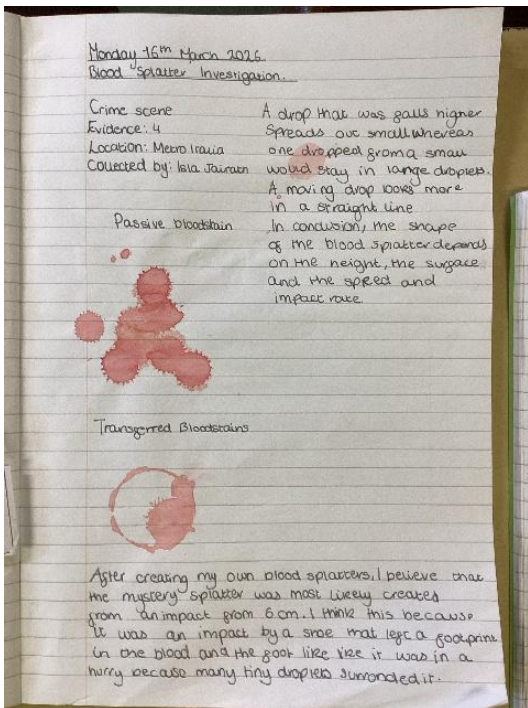 Monday 16th March 2026
Blood Splatter Investigation.
Crime scene
Evidence: 4
Location: Metro
Collected by: Isla Jairath
A drop that was falls higher
Spreads out small whereas
one dropped from a small
would stay in large droplets.
A moving drop looks more
in a straight line
In conclusion, the shape
of the blood splatter depends
on the height, the surface
and the speed and
impact rate
Passive bloodstain
Transferred Bloodstains
After creating my own blood splatters, I believe that
the mystery splatter was most likely creates
from an impact from 6 cm. I think this because
it was an impact by a shoe that left a footprint
in the blood and the foot like like it was in a
hurry because many tiny droplets surronded it.